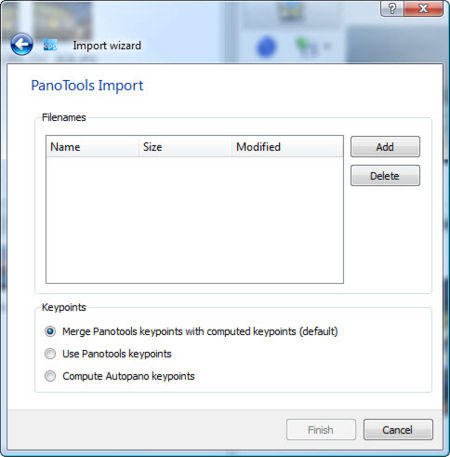 Import wizard
PanoTools Import
Filenames
Name Size Modified
Add
Delete
Keypoints
Merge Panotools keypoints with computed keypoints (default)
Use Panotools keypoints
Compute Autopano keypoints
Finish Cancel